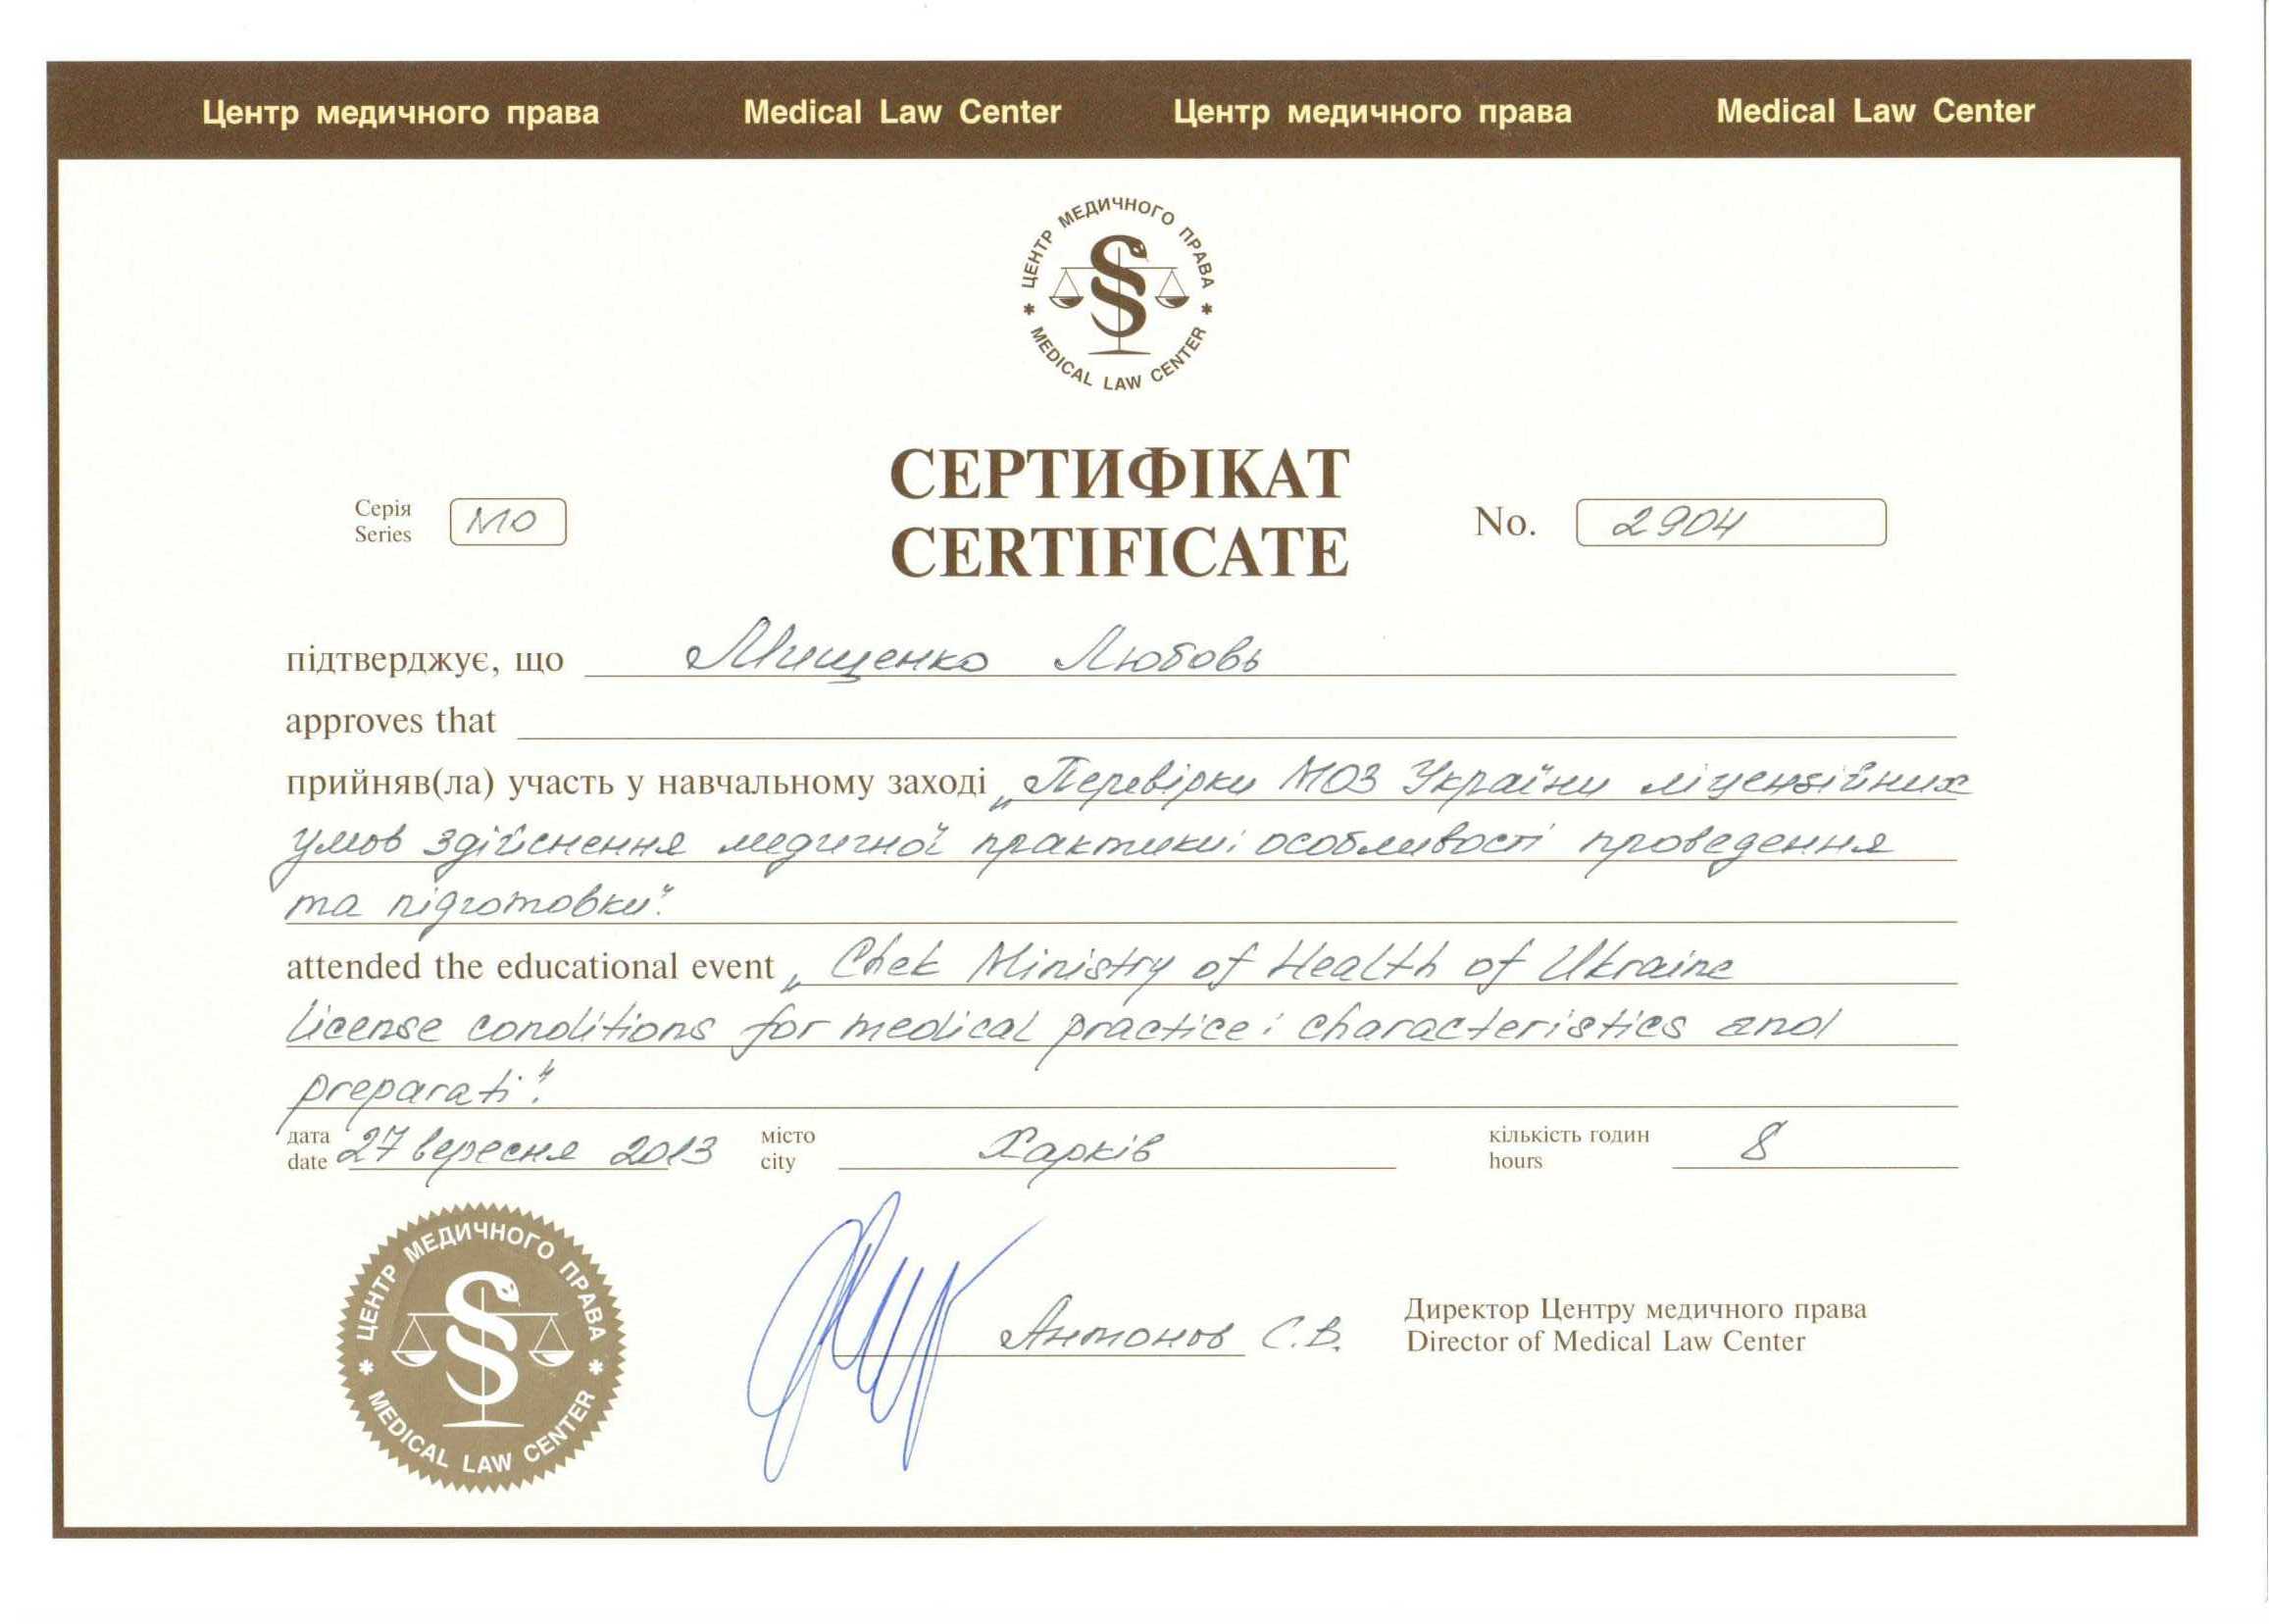 Центр медичного права Medical Law Center Центр медичного права Medical Law Center
ЦЕНТР МЕДИЧНОГО ПРАВА
* MEDICAL LAW CENTER *
СЕРТИФІКАТ
CERTIFICATE
Серія
Series
МО
No. 2904
підтверджує, що Мищенко Любовь
approves that
прийняв(ла) участь у навчальному заході „Перевірки МОЗ України ліцензійних
умов здійснення медичної практики: особливості проведення
та підготовки".
attended the educational event „Chek Ministry of Health of Ukraine
license conditions for medical practice: characteristics and
preparati".
дата
date
27 вересня 2013
місто
city
Харків
кількість годин
hours
8
ЦЕНТР МЕДИЧНОГО ПРАВА
* MEDICAL LAW CENTER *
Антонов С.В.
Директор Центру медичного права
Director of Medical Law Center